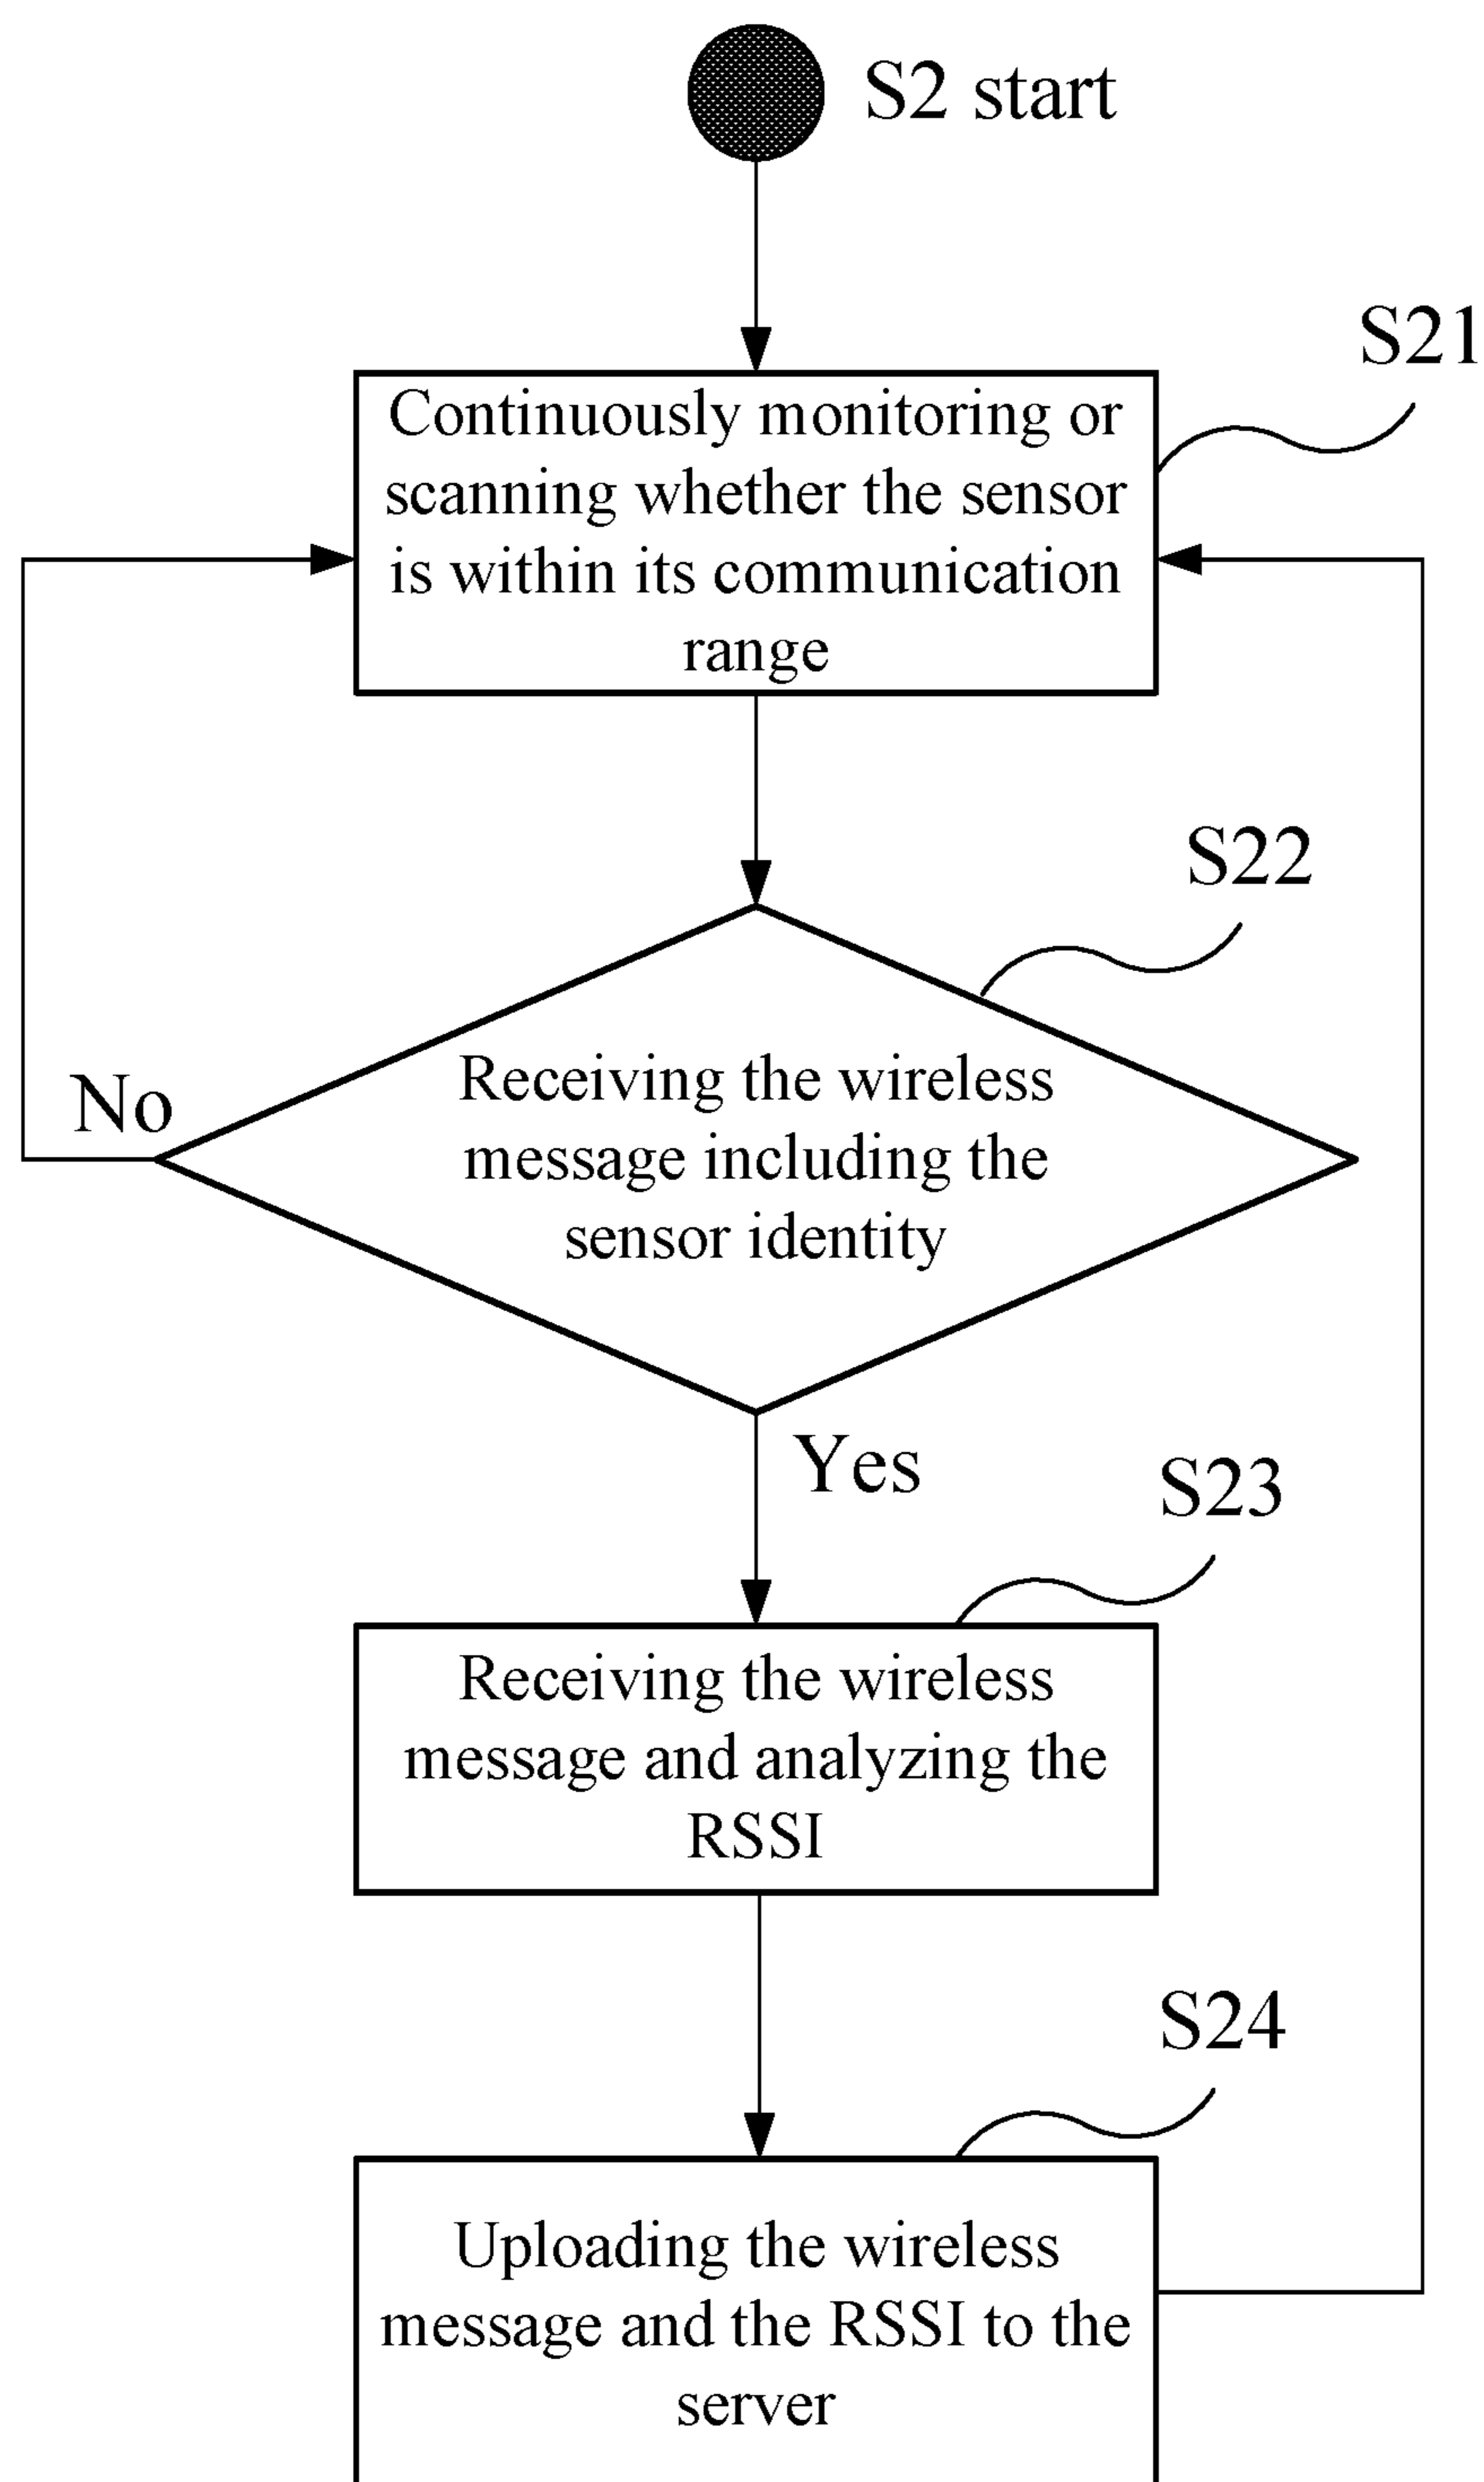 S2 start
S21
Continuously monitoring or
scanning whether the sensor
is within its communication
range
S22
Receiving the wireless
message including the
sensor identity
No
Yes
S23
Receiving the wireless
message and analyzing the
RSSI
S24
Uploading the wireless
message and the RSSI to the
server